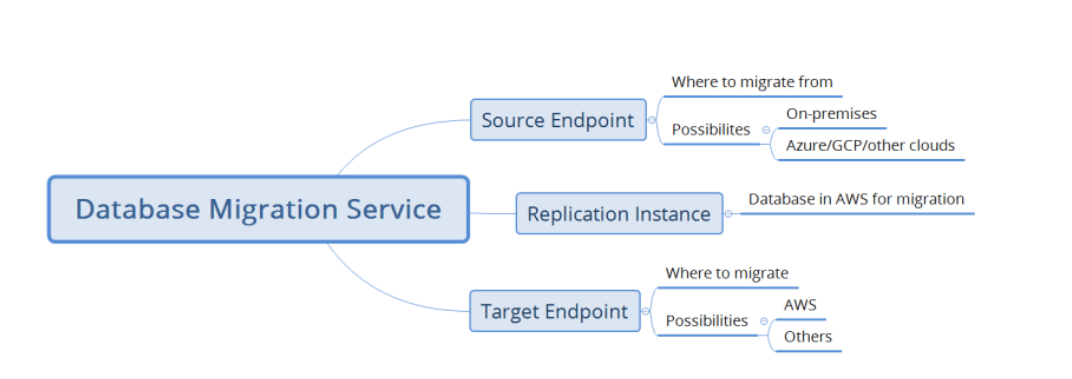 Database Migration Service
Source Endpoint
Where to migrate from
Possibilites
On-premises
Azure/GCP/other clouds
Replication Instance
Database in AWS for migration
Target Endpoint
Where to migrate
Possibilities
AWS
Others